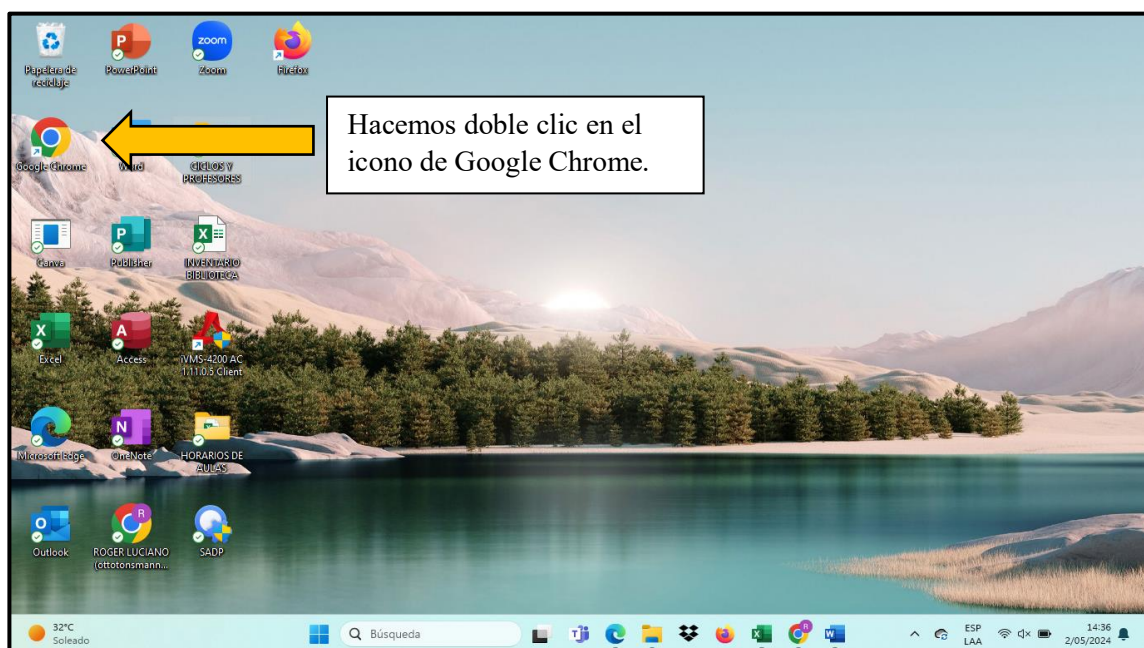 Papelera de
reciclaje
PowerPoint
zoom
Zoom
Firefox
Google Chrome
Word
CICLOS Y
PROFESORES
Hacemos doble clic en el
icono de Google Chrome.
Canva
Publisher
INVENTARIO
BIBLIOTECA
Excel
Access
iVMS-4200 AC
1.11.0.5 Client
Microsoft Edge
OneNote
HORARIOS DE
AULAS
Outlook
ROGER LUCIANO
(ottotonsmann...
SADP
32°C
Soleado
Búsqueda
ESP
LAA
14:36
2/05/2024